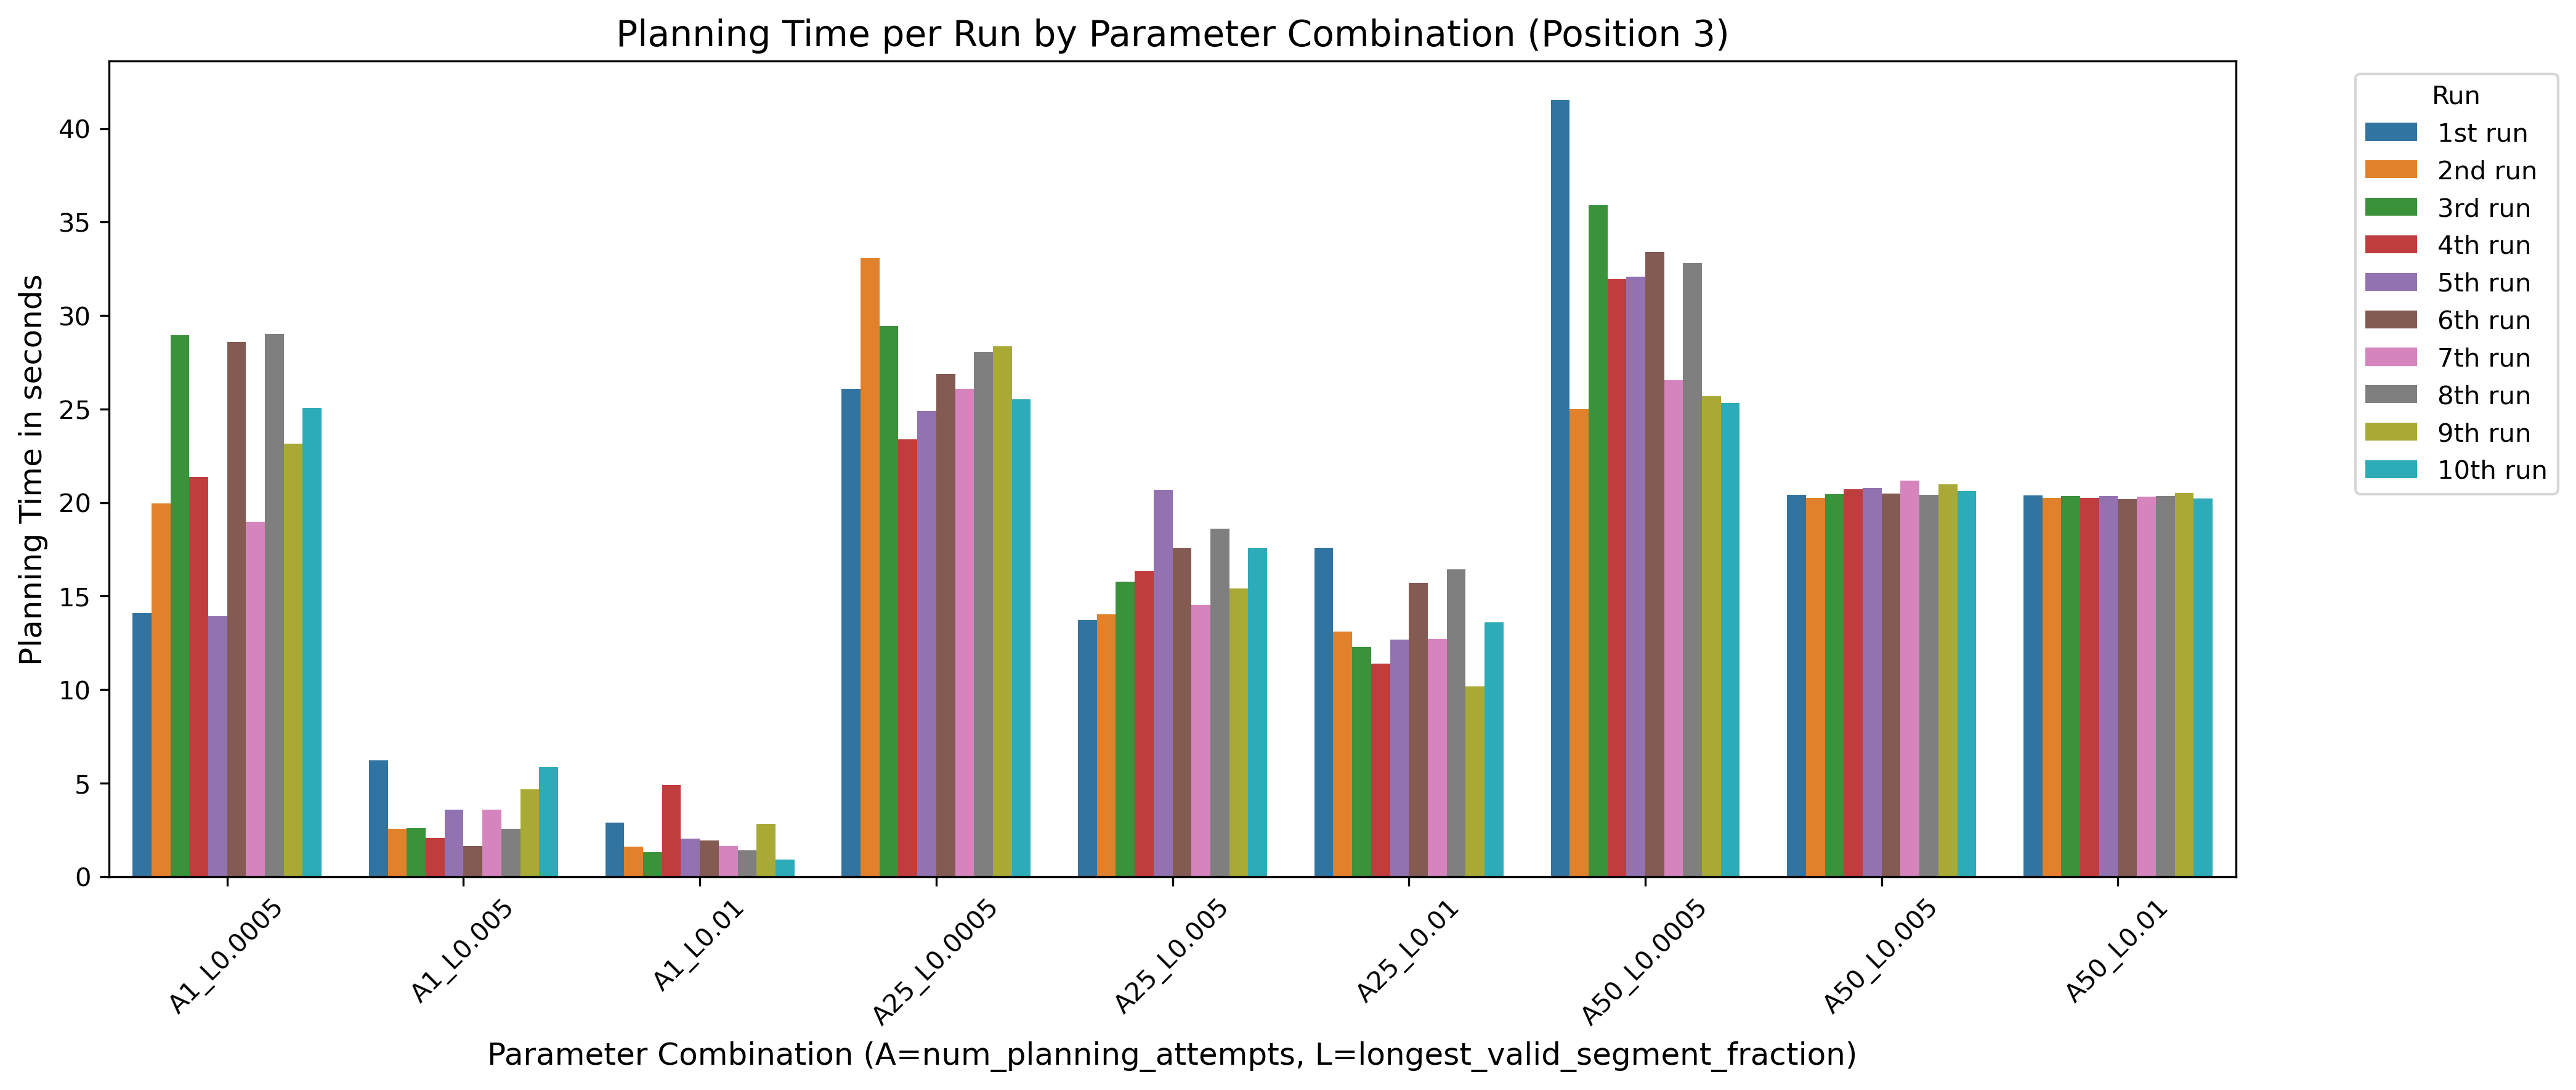 Planning Time per Run by Parameter Combination (Position 3)
Planning Time in seconds
40
35
30
25
20
15
10
5
0
A1_L0.0005
A1_L0.005
A1_L0.01
A25_L0.0005
A25_L0.005
A25_L0.01
A50_L0.0005
A50_L0.005
A50_L0.01
Parameter Combination (A=num_planning_attempts, L=longest_valid_segment_fraction)
Run
1st run
2nd run
3rd run
4th run
5th run
6th run
7th run
8th run
9th run
10th run